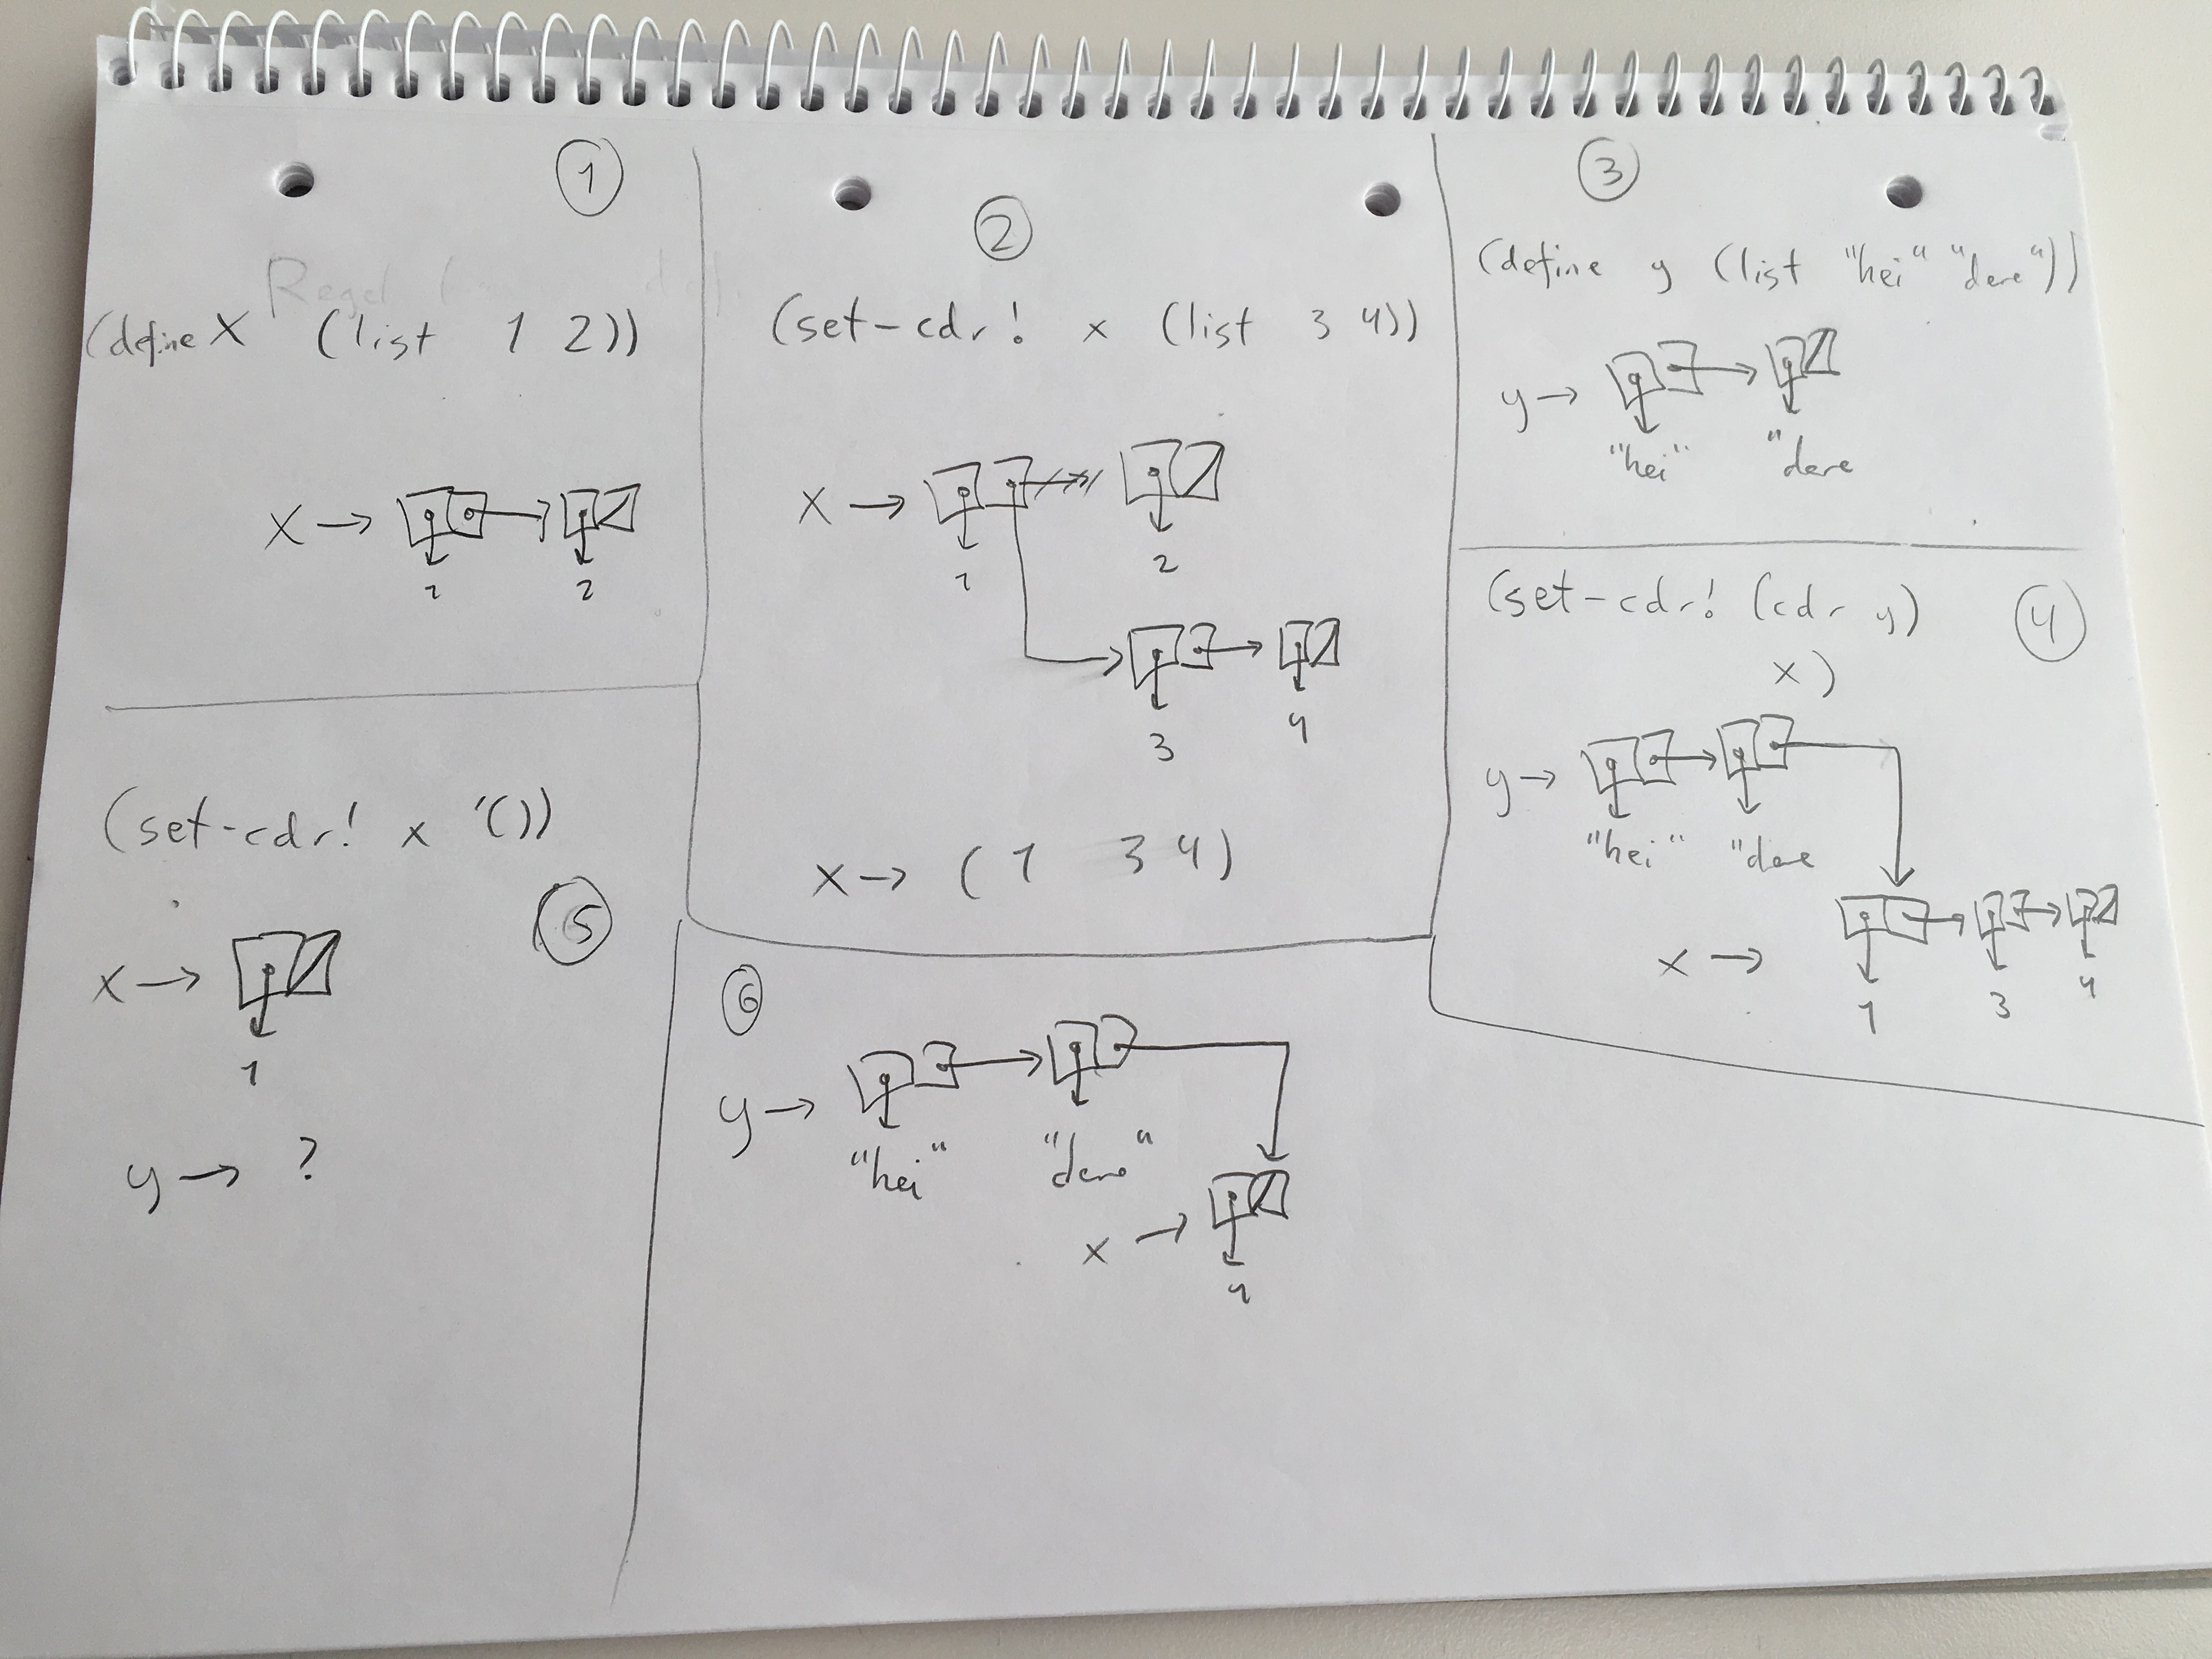 ①
(define x (list 1 2))
x → →
1 2
②
(set-cdr! x (list 3 4))
x →
1 2
3 4
x → (1 3 4)
③
(define y (list "hei" "dere"))
y →
"hei" "dere
④
(set-cdr! (cdr y)
x)
y →
"hei" "dere
x →
1 3 4
(set-cdr! x '())
⑤
x →
1
y → ?
⑥
y →
"hei" "dere"
x →
4